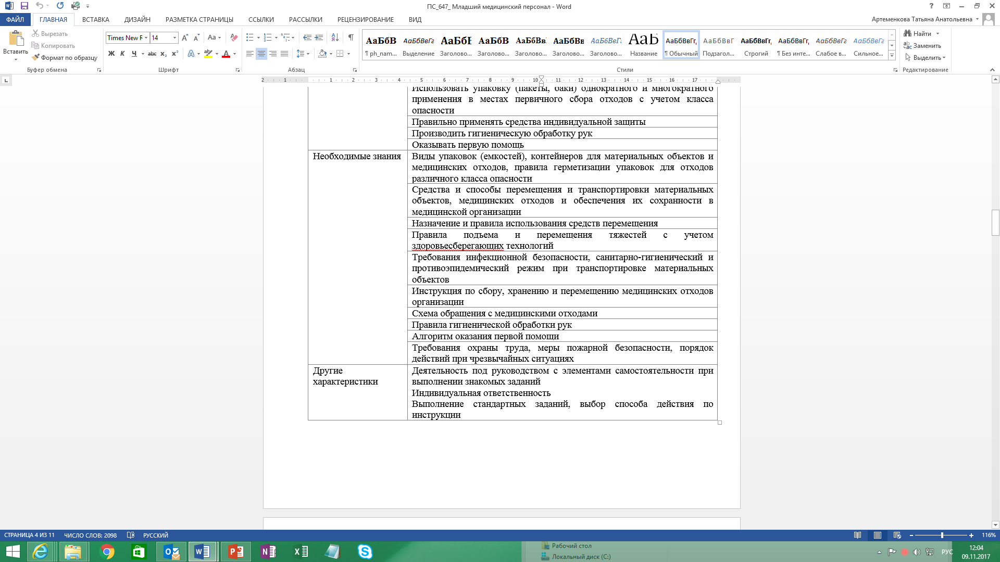 ПС_647_ Младший медицинский персонал - Word
ФАЙЛ ГЛАВНАЯ ВСТАВКА ДИЗАЙН РАЗМЕТКА СТРАНИЦЫ ССЫЛКИ РАССЫЛКИ РЕЦЕНЗИРОВАНИЕ ВИД Артеменкова Татьяна Анатольевна
Вставить
Вырезать
Копировать
Формат по образцу
Буфер обмена
Times New R 14
Ж К Ч abc x₂ x²
Шрифт
Абзац
АаБбВ АаБбВвГг АаБбІ АаБбВ АаБбВв АаБбВв АаБбВвГг АаЬ АаБбВвГг, АаБбВвГ АаБбВвГг, АаБбВвГг, АаБбВвГг АаБбВвГг
¶ ph_nam... Выделение Заголово... Заголово... Заголово... Заголово... Заголово... Название ¶ Обычный Подзагол... Строгий ¶ Без инте... Слабое в... Сильное...
Стили
Найти
Заменить
Выделить
Редактирование
2 1 1 2 3 4 5 6 7 8 9 10 11 12 13 14 15 16 17
Использовать упаковку (пакеты, баки) однократного и многократного
применения в местах первичного сбора отходов с учетом класса
опасности
Правильно применять средства индивидуальной защиты
Производить гигиеническую обработку рук
Оказывать первую помощь
Необходимые знания
Виды упаковок (емкостей), контейнеров для материальных объектов и
медицинских отходов, правила герметизации упаковок для отходов
различного класса опасности
Средства и способы перемещения и транспортировки материальных
объектов, медицинских отходов и обеспечения их сохранности в
медицинской организации
Назначение и правила использования средств перемещения
Правила подъема и перемещения тяжестей с учетом
здоровьесберегающих технологий
Требования инфекционной безопасности, санитарно-гигиенический и
противоэпидемический режим при транспортировке материальных
объектов
Инструкция по сбору, хранению и перемещению медицинских отходов
организации
Схема обращения с медицинскими отходами
Правила гигиенической обработки рук
Алгоритм оказания первой помощи
Требования охраны труда, меры пожарной безопасности, порядок
действий при чрезвычайных ситуациях
Другие
характеристики
Деятельность под руководством с элементами самостоятельности при
выполнении знакомых заданий
Индивидуальная ответственность
Выполнение стандартных заданий, выбор способа действия по
инструкции
СТРАНИЦА 4 ИЗ 11 ЧИСЛО СЛОВ: 2098 РУССКИЙ 116%
Рабочий стол
Локальный диск (C:)
РУС
12:04
09.11.2017